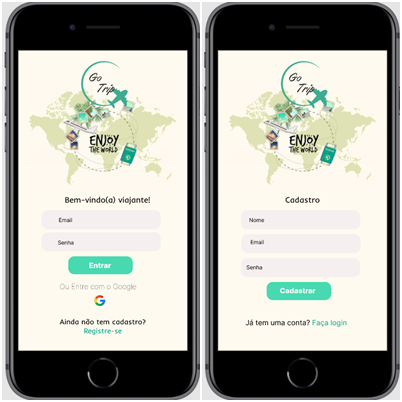 Go
Trip
ENJOY
THE WORLD
Bem-vindo(a) viajante!
Email
Senha
Entrar
Ou Entre com o Google
Ainda não tem cadastro?
Registre-se
Go
Trip
ENJOY
THE WORLD
Cadastro
Nome
Email
Senha
Cadastrar
Já tem uma conta? Faça login